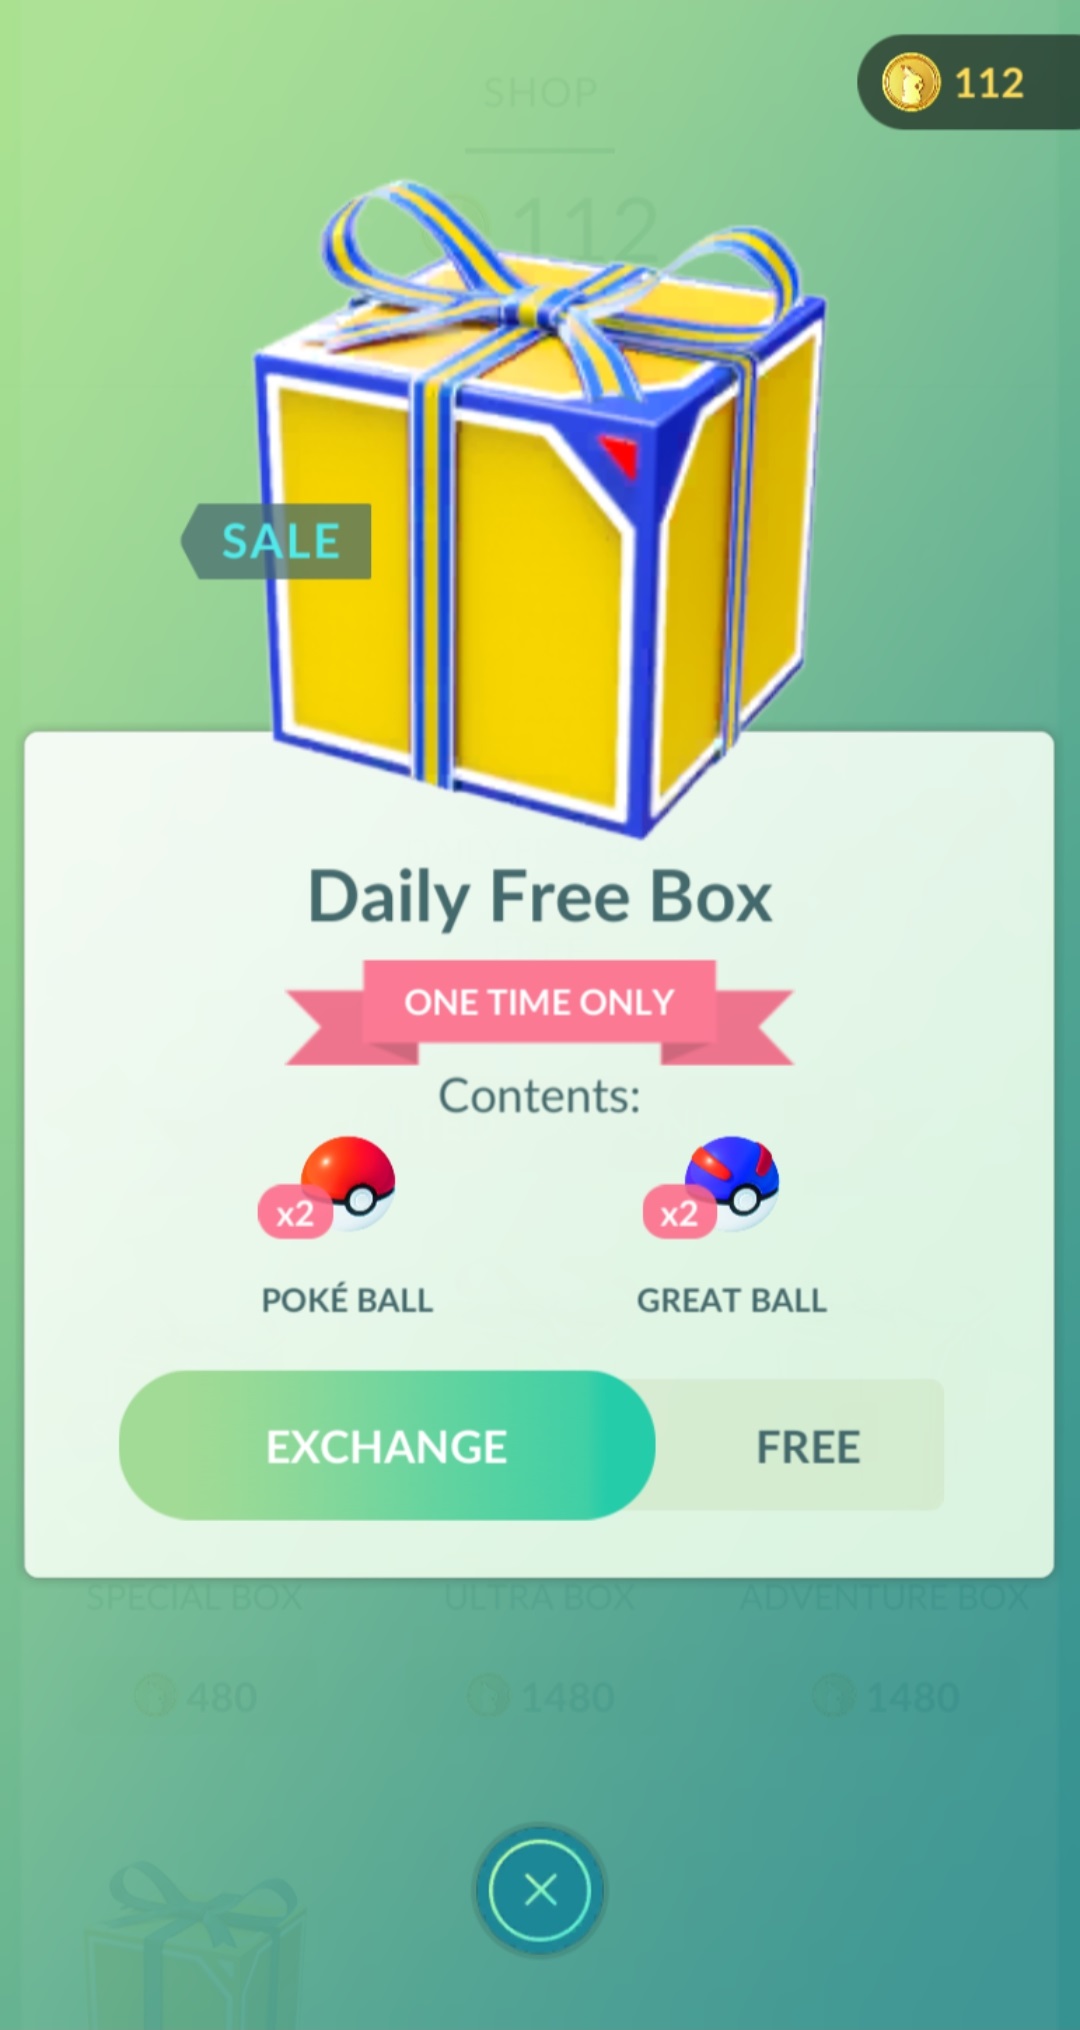 SHOP
112
112
SALE
Daily Free Box
ONE TIME ONLY
Contents:
x2
x2
POKÉ BALL
GREAT BALL
EXCHANGE
FREE
SPECIAL BOX
ULTRA BOX
ADVENTURE BOX
480
1480
1480